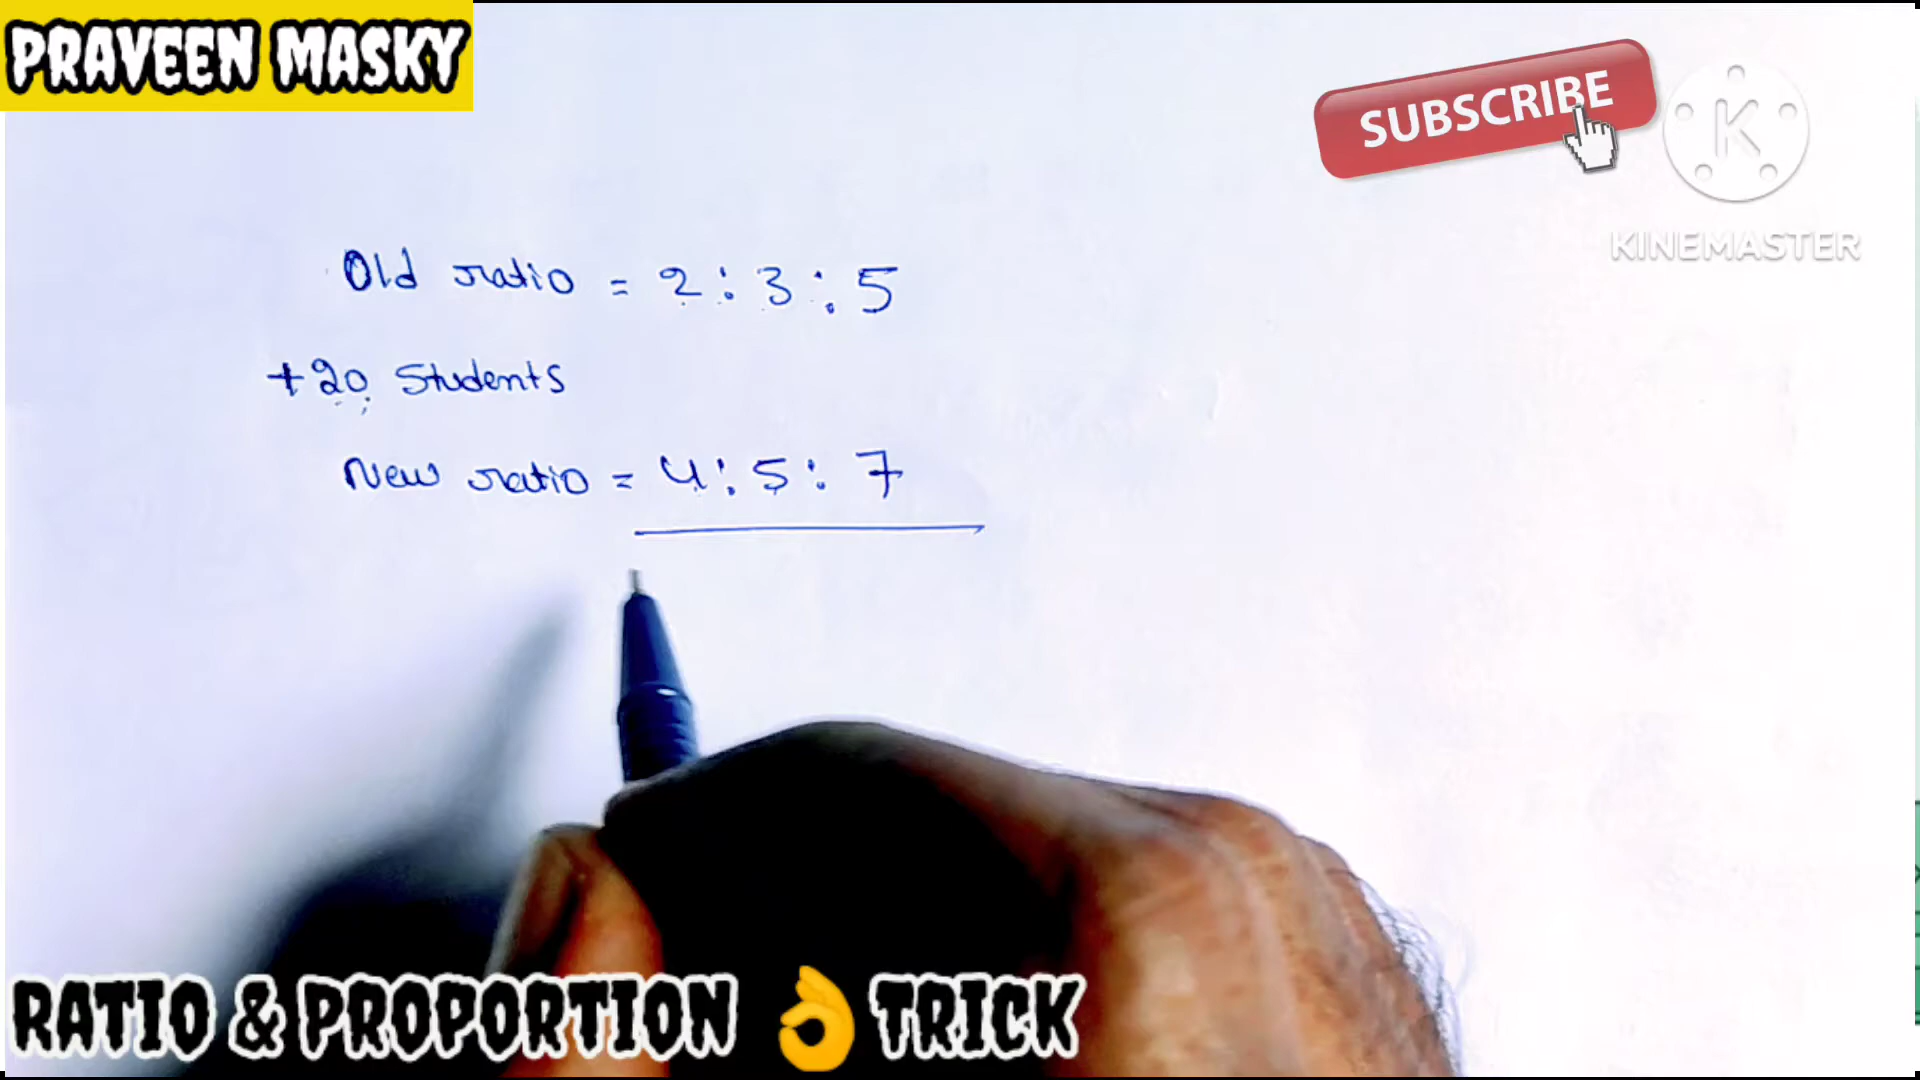 PRAVEEN MASKY
SUBSCRIBE
K
KINEMASTER
Old ratio = 2 : 3 : 5
+20 Students
New ratio = 4 : 5 : 7
RATIO & PROPORTION 👌 TRICK